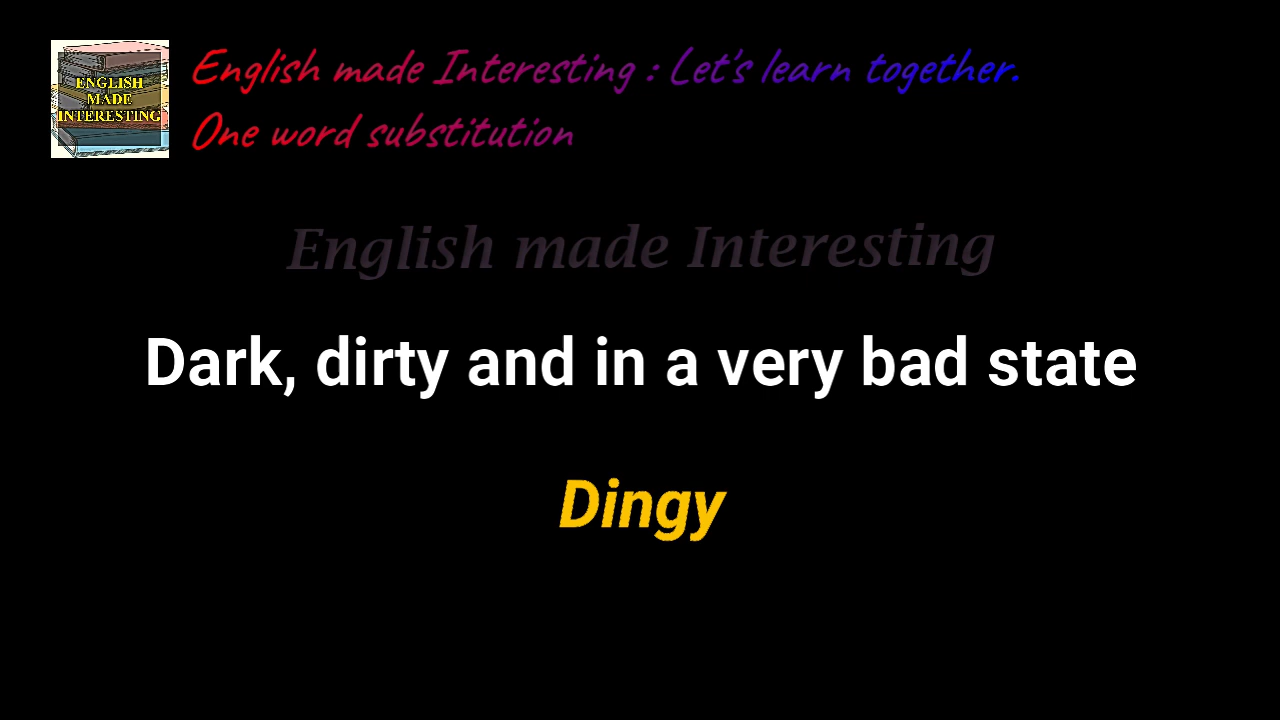 ENGLISH
MADE
INTERESTING
English made Interesting : Let's learn together.
One word substitution
English made Interesting
Dark, dirty and in a very bad state
Dingy